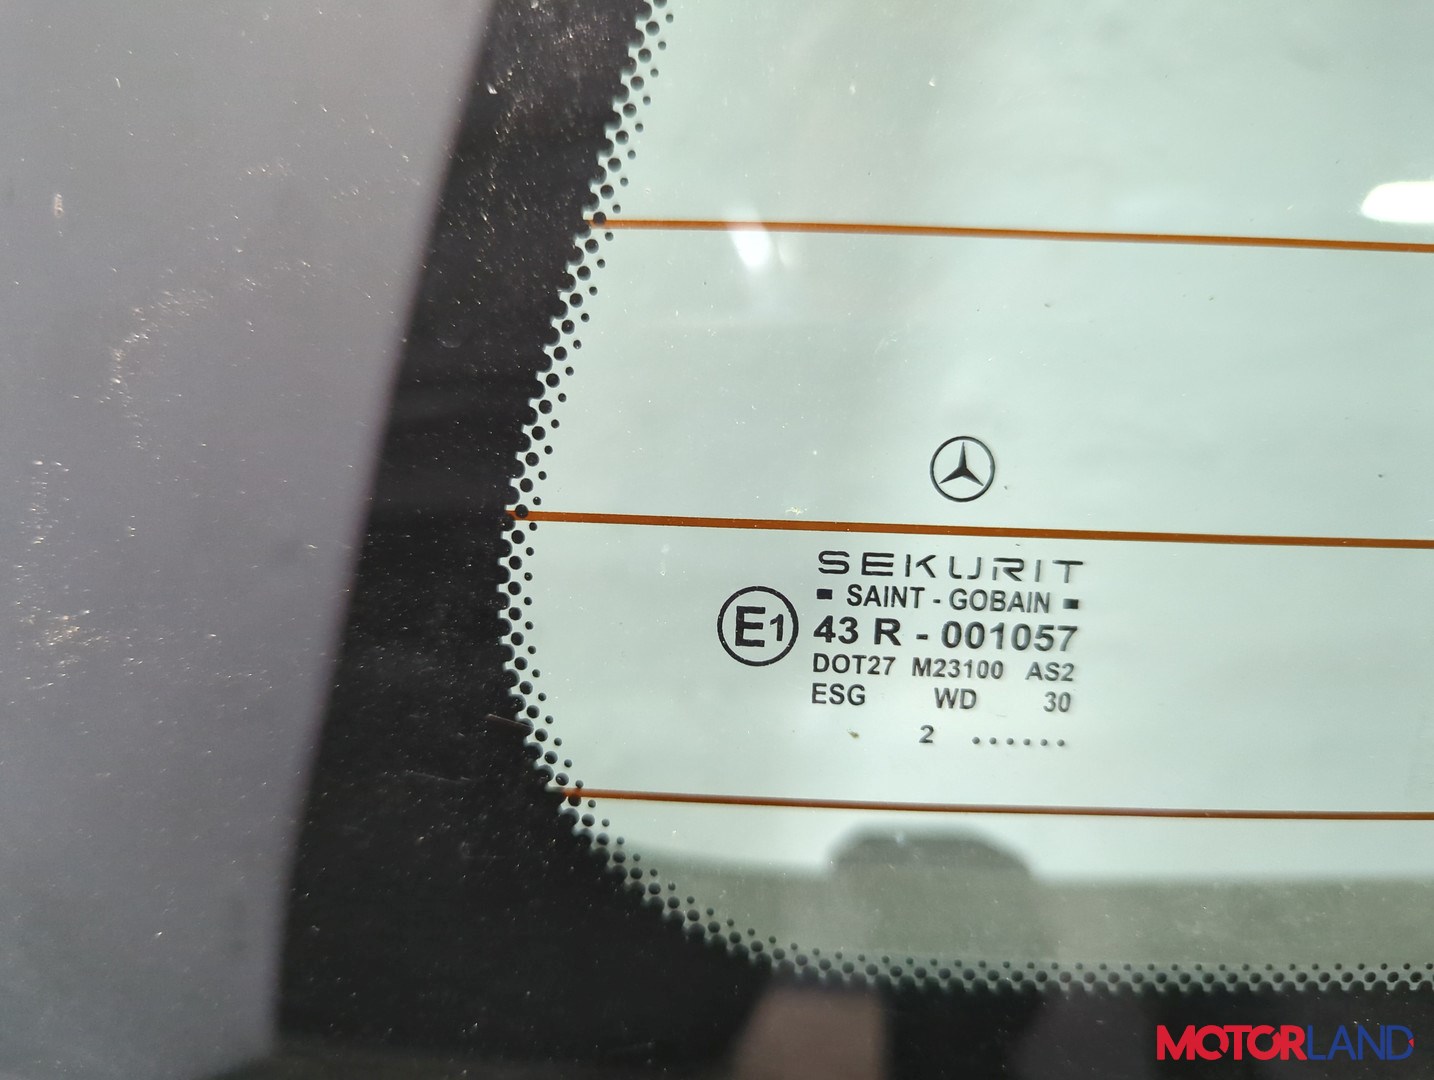 SEKURIT
SAINT - GOBAIN
E1
43 R - 001057
DOT27 M23100 AS2
ESG WD 30
2 ......
MOTORLAND